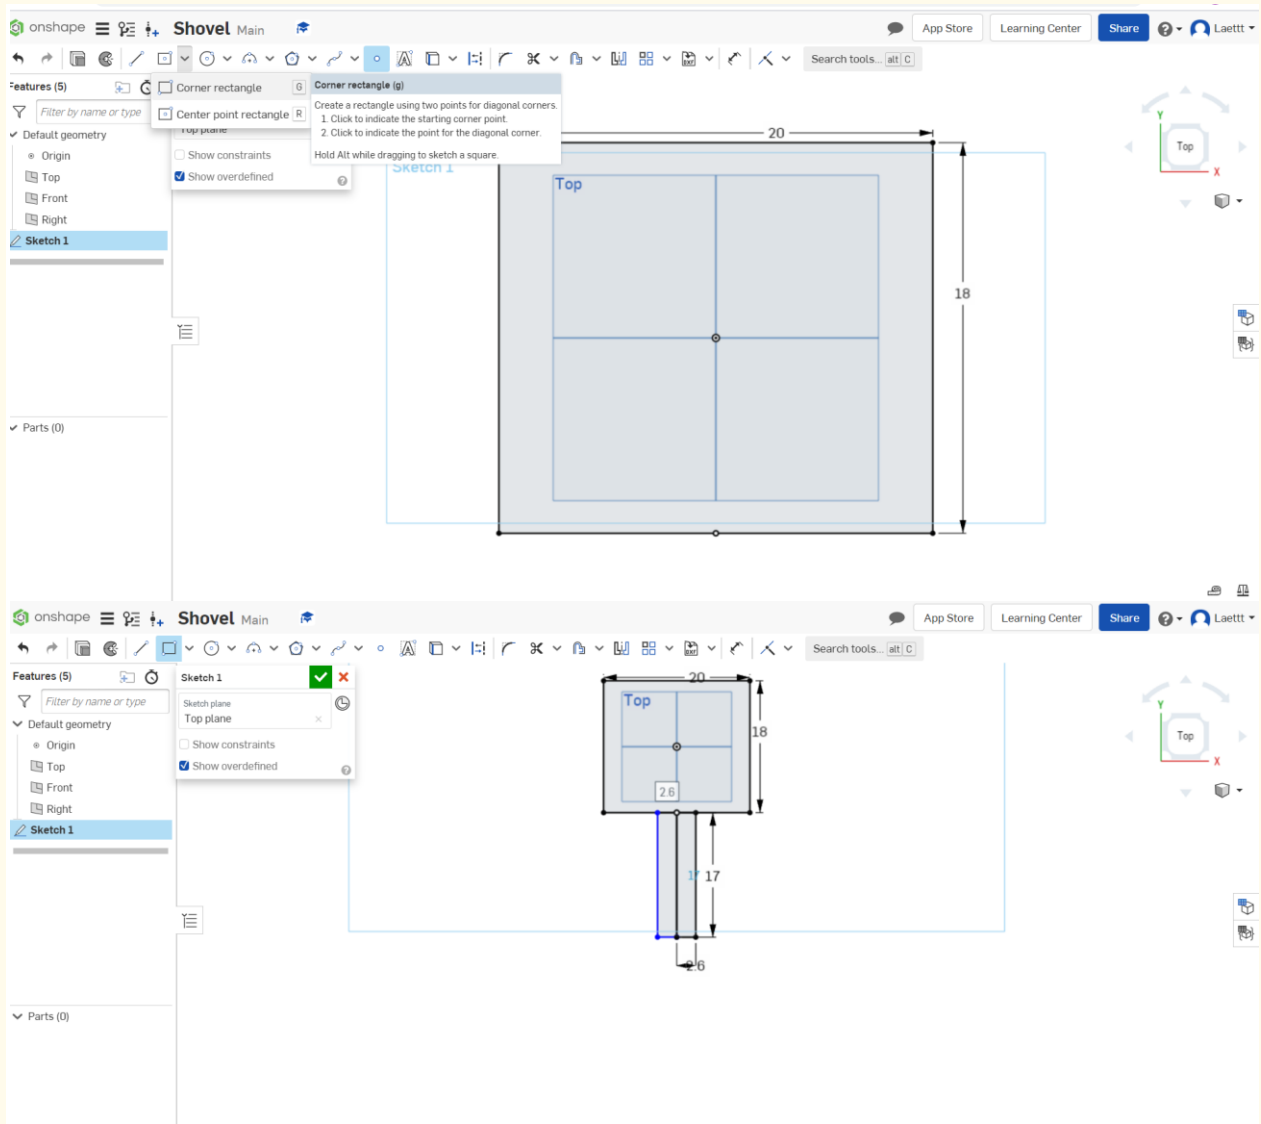 onshape Shovel Main App Store Learning Center Share Laettt
Search tools... alt C
Features (5)
Filter by name or type
Default geometry
Origin
Top
Front
Right
Sketch 1
Parts (0)
Corner rectangle G
Center point rectangle R
Top plane
Show constraints
Show overdefined
Corner rectangle (g)
Create a rectangle using two points for diagonal corners.
1. Click to indicate the starting corner point.
2. Click to indicate the point for the diagonal corner.
Hold Alt while dragging to sketch a square.
Sketch 1
Top
20
18
Y
Top
X
onshape Shovel Main App Store Learning Center Share Laettt
Search tools... alt C
Features (5)
Filter by name or type
Default geometry
Origin
Top
Front
Right
Sketch 1
Parts (0)
Sketch 1
Sketch plane
Top plane
Show constraints
Show overdefined
20
Top
18
2.6
17 17
2.6
Y
Top
X